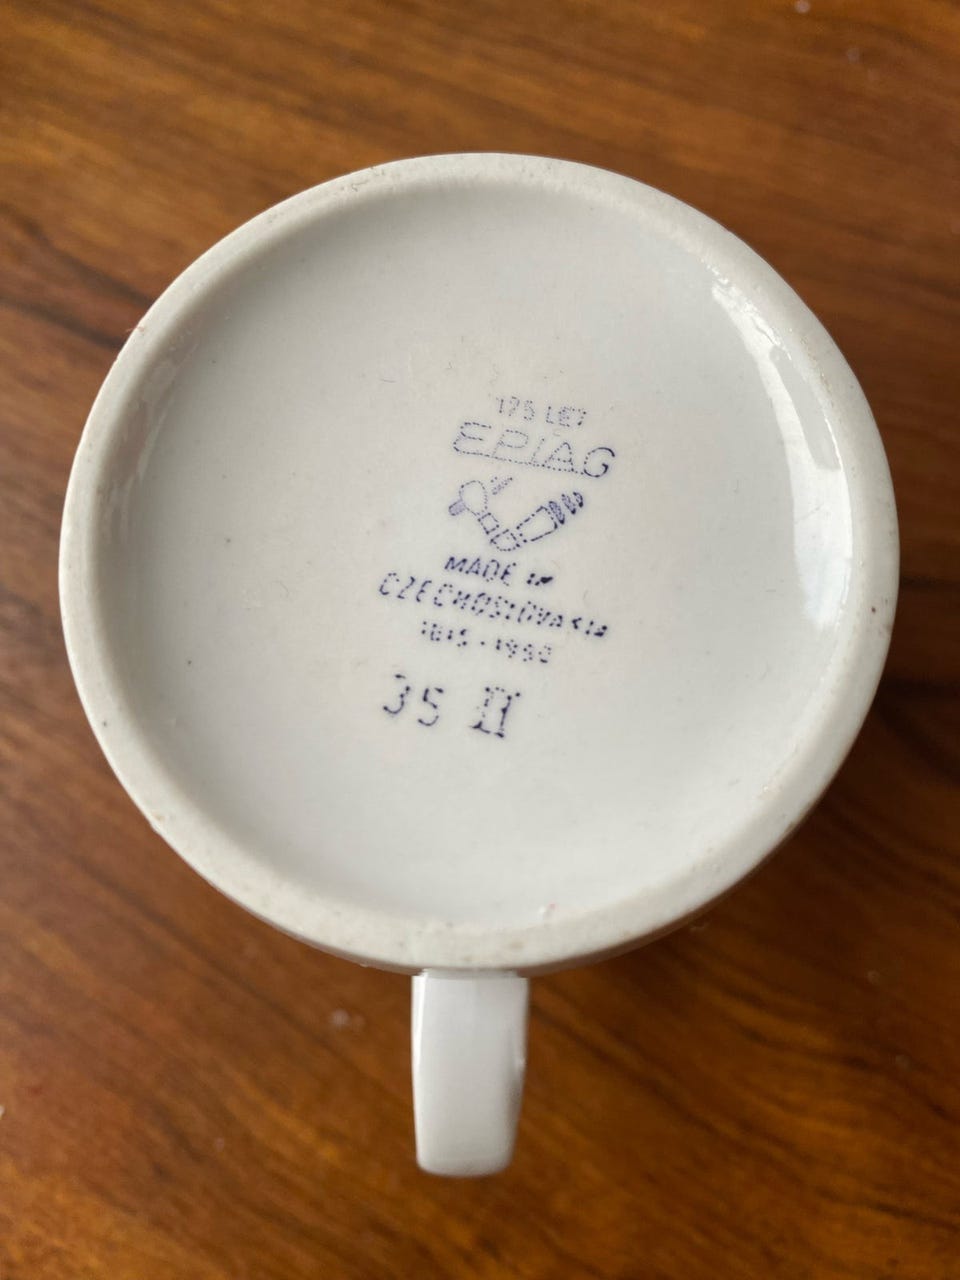 175 LET
EPIAG
MADE IN
CZECHOSLOVAKIA
1815-1990
35 II